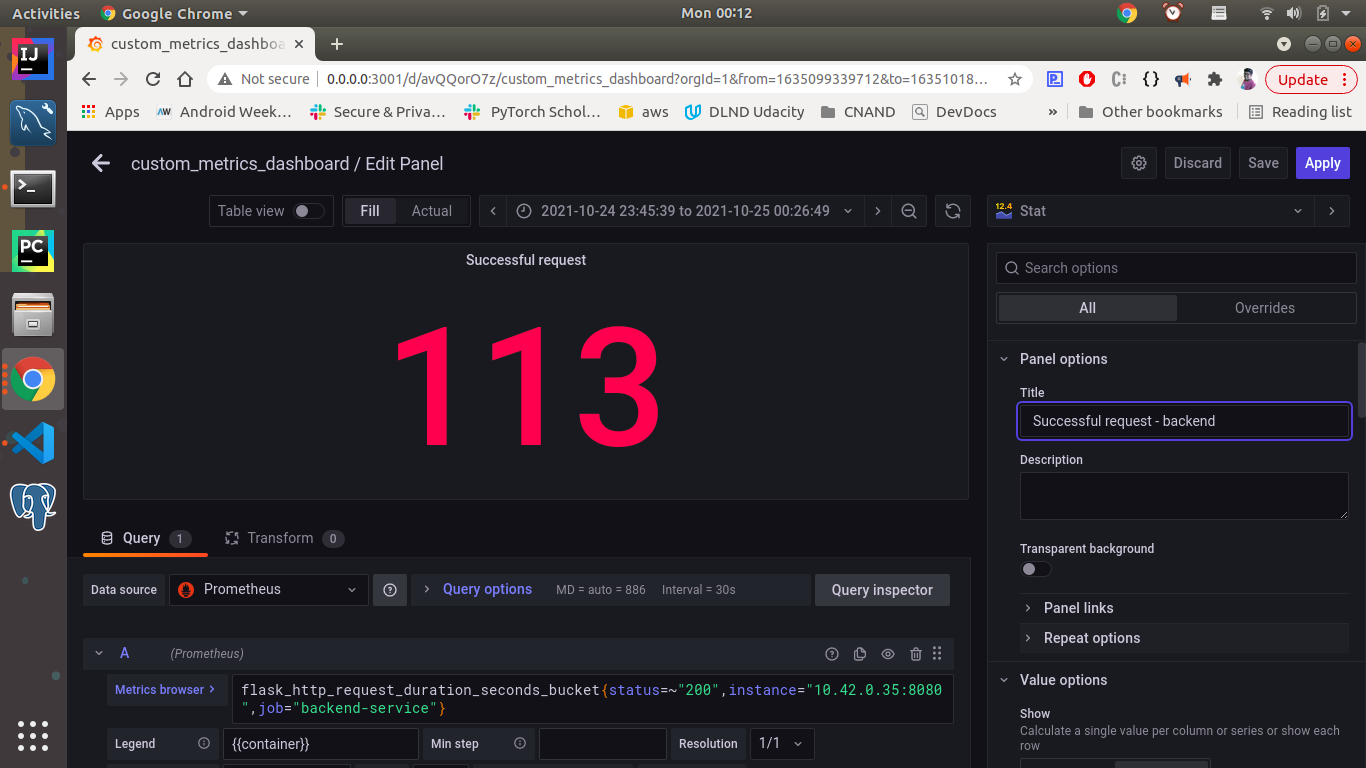 Activities
Google Chrome
Mon 00:12
custom_metrics_dashboa
Not secure
0.0.0.0:3001/d/avQQorO7z/custom_metrics_dashboard?orgId=1&from=1635099339712&to=16351018…
Update
Apps
Android Week…
Secure & Priva…
PyTorch Schol…
aws
DLND Udacity
CNAND
DevDocs
»
Other bookmarks
Reading list
custom_metrics_dashboard / Edit Panel
Discard
Save
Apply
Table view
Fill
Actual
2021-10-24 23:45:39 to 2021-10-25 00:26:49
12.4
Stat
Successful request
113
Search options
All
Overrides
Panel options
Title
Successful request - backend
Description
Transparent background
Panel links
Repeat options
Value options
Show
Calculate a single value per column or series or show each
row
Query 1
Transform 0
Data source
Prometheus
Query options
MD = auto = 886
Interval = 30s
Query inspector
A
(Prometheus)
Metrics browser >
flask_http_request_duration_seconds_bucket{status=~"200",instance="10.42.0.35:8080
",job="backend-service"}
Legend
{{container}}
Min step
Resolution
1/1
IJ
PC